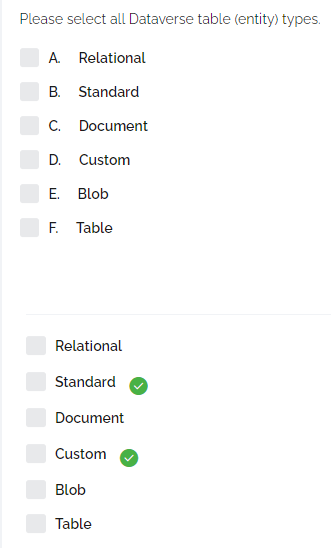 Please select all Dataverse table (entity) types.
A. Relational
B. Standard
C. Document
D. Custom
E. Blob
F. Table
Relational
Standard
Document
Custom
Blob
Table